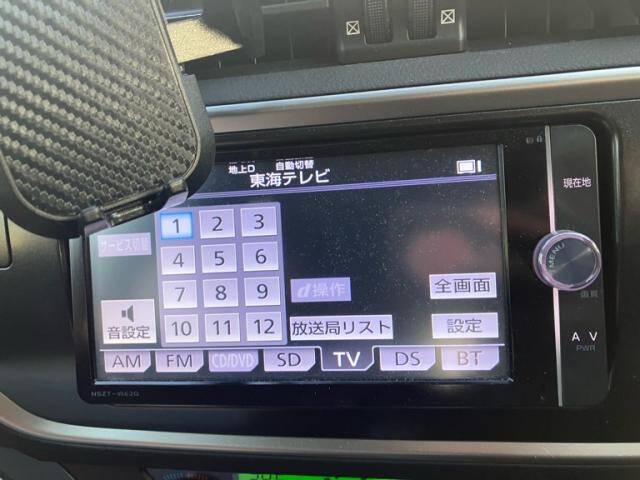 地上D 自動切替
東海テレビ
サービス切替
1 2 3
4 5 6
7 8 9
10 11 12
d操作
全画面
音設定
放送局リスト
設定
AM FM CD/DVD SD TV DS BT
現在地
MENU
画質
AV
PWR